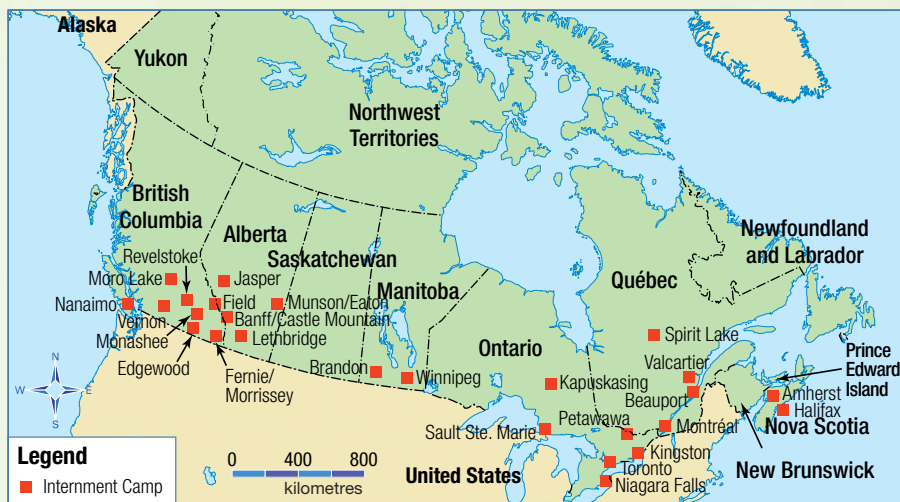 Alaska
Yukon
Northwest
Territories
British
Columbia
Alberta
Saskatchewan
Manitoba
Newfoundland
and Labrador
Québec
Revelstoke
Moro Lake
Jasper
Nanaimo
Field
Munson/Eaton
Vernon
Banff/Castle Mountain
Monashee
Lethbridge
Edgewood
Fernie/
Morrissey
Brandon
Winnipeg
Ontario
Spirit Lake
Valcartier
Kapuskasing
Beauport
Prince
Edward
Island
Amherst
Halifax
Petawawa
Sault Ste. Marie
Montréal
Nova Scotia
Kingston
Toronto
New Brunswick
Niagara Falls
United States
N
W
E
S
Legend
Internment Camp
0 400 800
kilometres